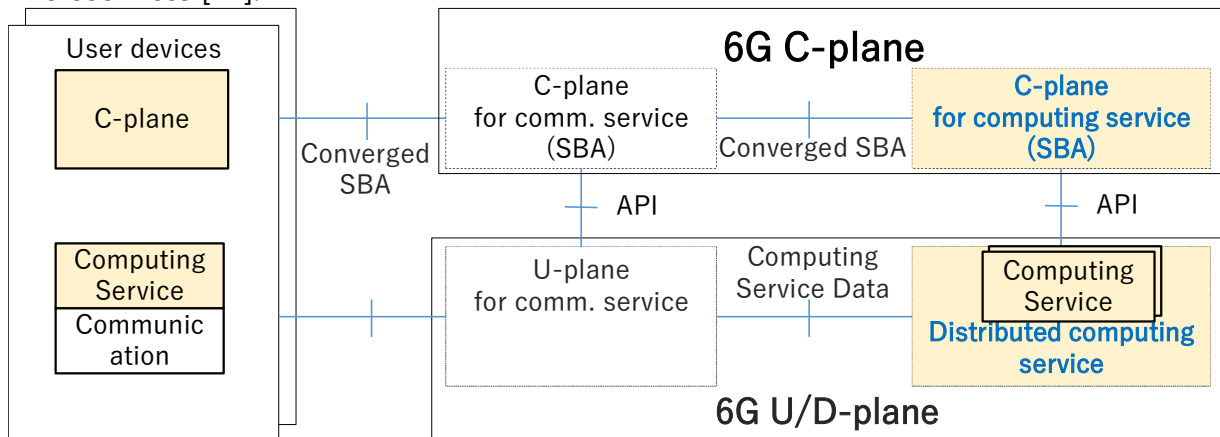 User devices
C-plane
Computing
Service
Communic
ation
Converged
SBA
6G C-plane
C-plane
for comm. service
(SBA)
Converged SBA
C-plane
for computing service
(SBA)
API
API
U-plane
for comm. service
Computing
Service Data
Computing
Service
Distributed computing
service
6G U/D-plane